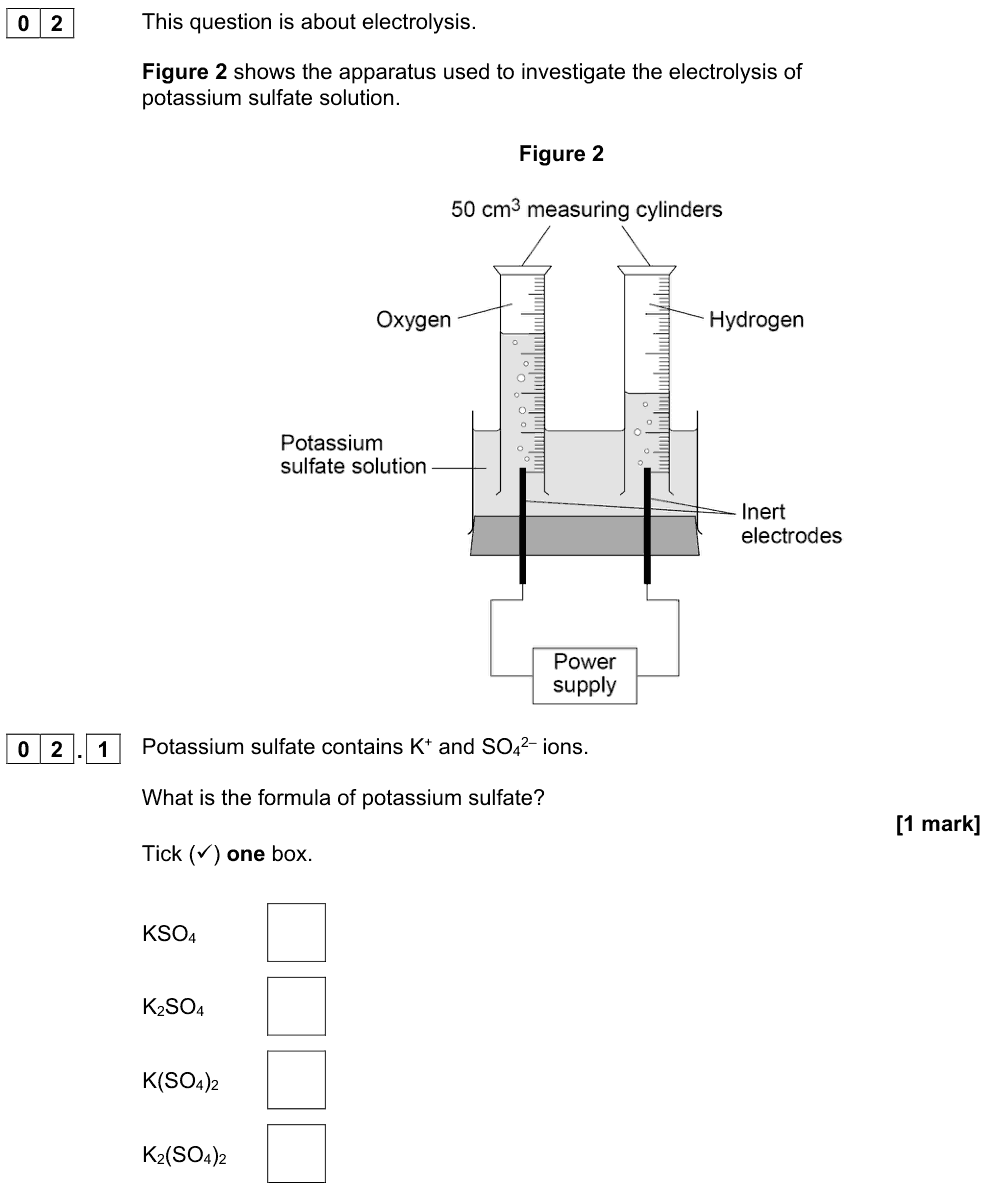 0 2 This question is about electrolysis.
Figure 2 shows the apparatus used to investigate the electrolysis of
potassium sulfate solution.
Figure 2
50 cm³ measuring cylinders
Oxygen
Hydrogen
Potassium
sulfate solution
Inert
electrodes
Power
supply
0 2 . 1 Potassium sulfate contains K⁺ and SO₄²⁻ ions.
What is the formula of potassium sulfate?
[1 mark]
Tick (✓) one box.
KSO₄
K₂SO₄
K(SO₄)₂
K₂(SO₄)₂